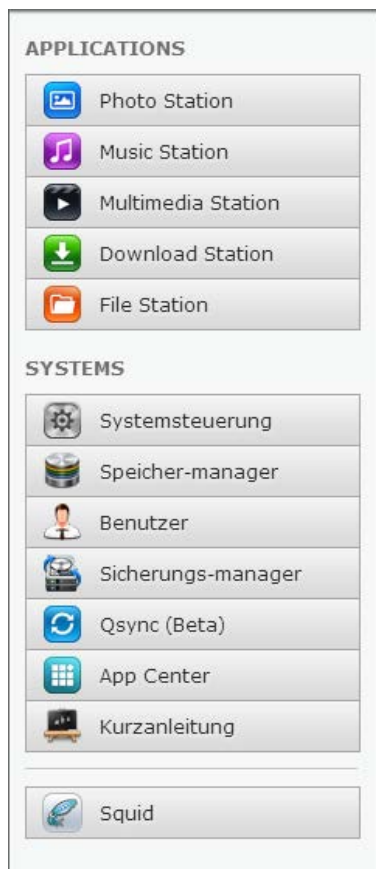 APPLICATIONS
Photo Station
Music Station
Multimedia Station
Download Station
File Station
SYSTEMS
Systemsteuerung
Speicher-manager
Benutzer
Sicherungs-manager
Qsync (Beta)
App Center
Kurzanleitung
Squid